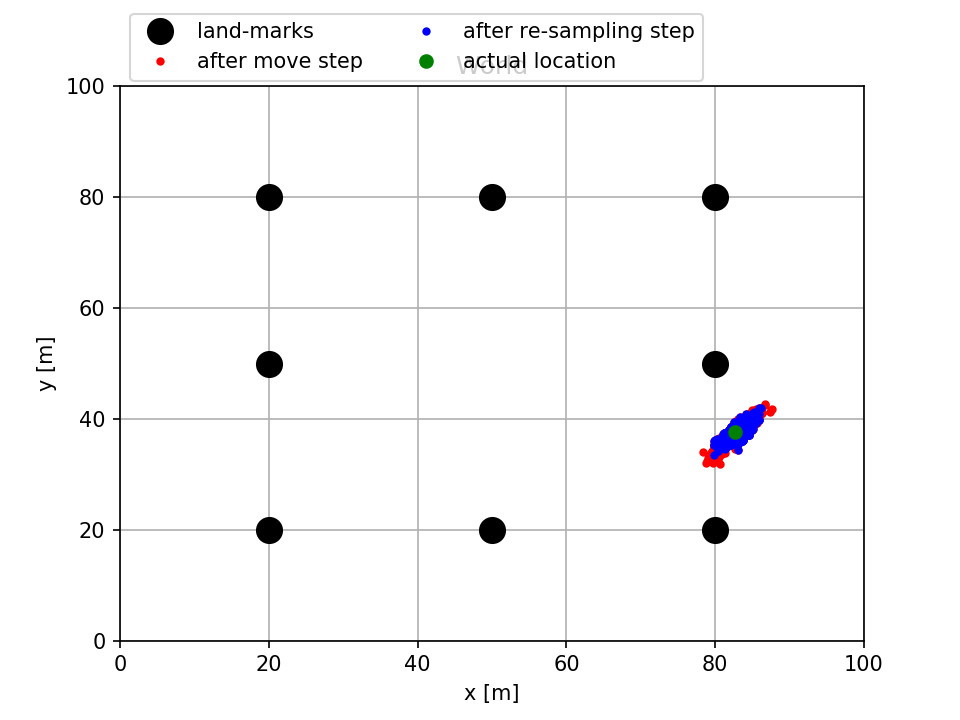 land-marks
after move step
after re-sampling step
actual location
World
100
80
60
40
20
0
y [m]
0 20 40 60 80 100
x [m]